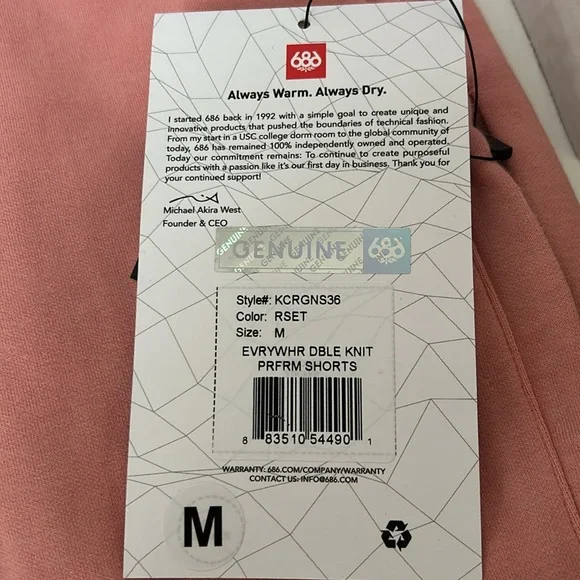 686
Always Warm. Always Dry.
I started 686 back in 1992 with a simple goal to create unique and
innovative products that pushed the boundaries of technical fashion.
From my start in a USC college dorm room to the global community of
today, 686 has remained 100% independently owned and operated.
Today our commitment remains: To continue to create purposeful
products with a passion like it's our first day in business. Thank you for
your continued support!
Michael Akira West
Founder & CEO
GENUINE 686
Style#: KCRGNS36
Color: RSET
Size: M
EVRYWHR DBLE KNIT
PRFRM SHORTS
8 83510 54490 1
WARRANTY: 686.COM/COMPANY/WARRANTY
CONTACT US: INFO@686.COM
M